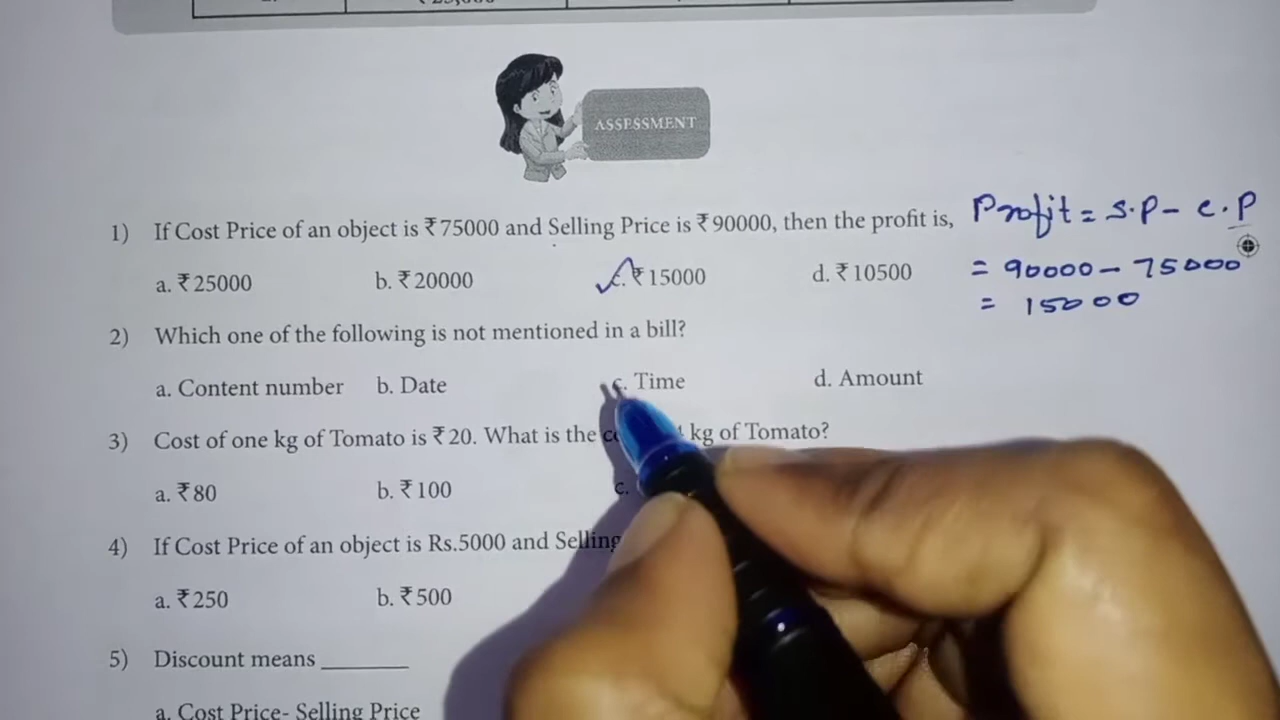 ASSESSMENT
1) If Cost Price of an object is ₹75000 and Selling Price is ₹90000, then the profit is, Profit = S.P – C.P
a. ₹25000 b. ₹20000 c. ₹15000 d. ₹10500 = 90000 – 75000
= 15000
2) Which one of the following is not mentioned in a bill?
a. Content number b. Date c. Time d. Amount
3) Cost of one kg of Tomato is ₹20. What is the kg of Tomato?
a. ₹80 b. ₹100 c.
4) If Cost Price of an object is Rs.5000 and Selling
a. ₹250 b. ₹500
5) Discount means ________
a. Cost Price- Selling Price